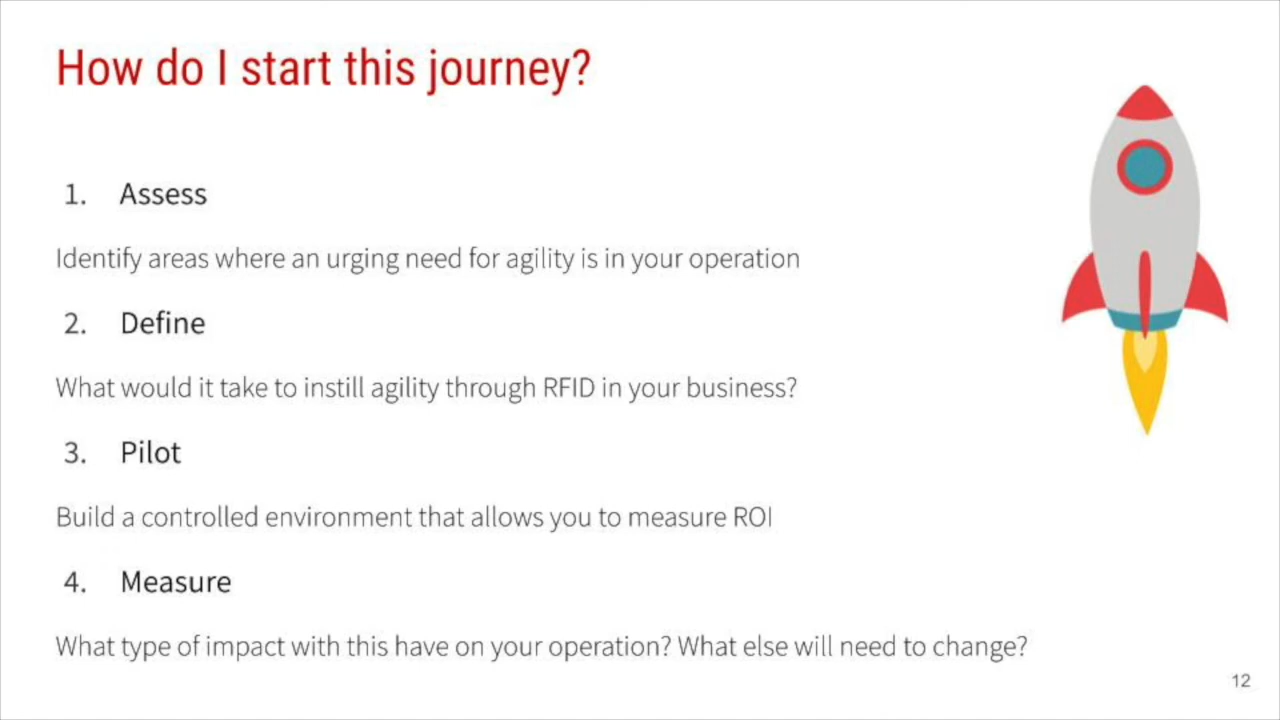 How do I start this journey?
1. Assess
Identify areas where an urging need for agility is in your operation
2. Define
What would it take to instill agility through RFID in your business?
3. Pilot
Build a controlled environment that allows you to measure ROI
4. Measure
What type of impact with this have on your operation? What else will need to change?
12